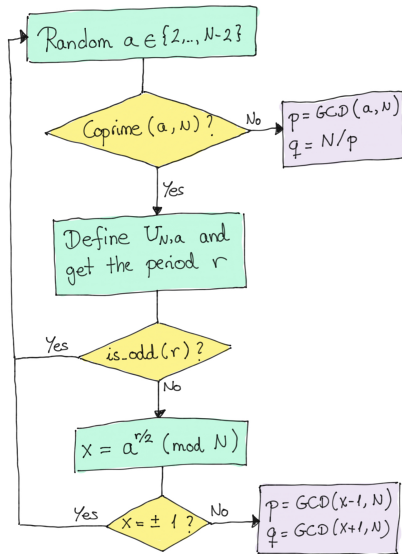 Random a ∈ {2,..., N-2}
Coprime (a, N) ?
No
p = GCD (a, N)
q = N/p
Yes
Define U_{N,a} and
get the period r
is_odd(r) ?
Yes
No
x = a^{r/2} (mod N)
x = ± 1 ?
Yes
No
p = GCD(x-1, N)
q = GCD(x+1, N)